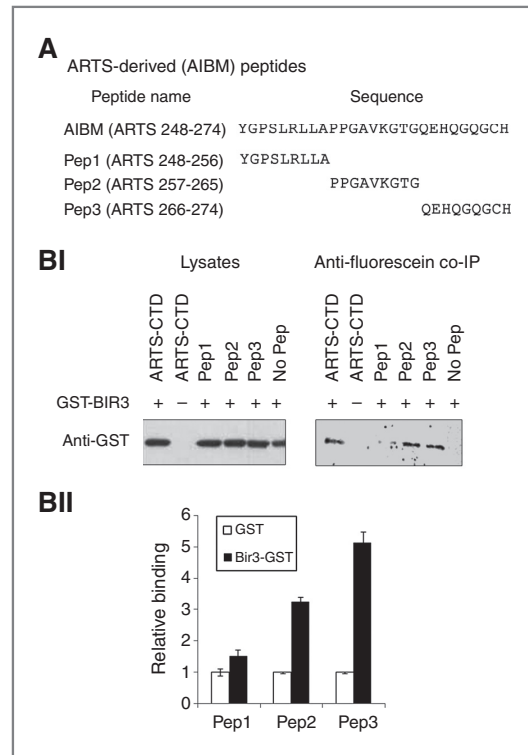 A
ARTS-derived (AIBM) peptides
Peptide name Sequence
AIBM (ARTS 248-274) YGPSLRLLAPPGAVKGTGQEHQGQGCH
Pep1 (ARTS 248-256) YGPSLRLLA
Pep2 (ARTS 257-265) PPGAVKGTG
Pep3 (ARTS 266-274) QEHQGQGCH
BI
Lysates Anti-fluorescein co-IP
ARTS-CTD ARTS-CTD Pep1 Pep2 Pep3 No Pep ARTS-CTD ARTS-CTD Pep1 Pep2 Pep3 No Pep
GST-BIR3 + − + + + + + − + + + +
Anti-GST
BII
Relative binding
6
5
4
3
2
1
0
GST
Bir3-GST
Pep1 Pep2 Pep3